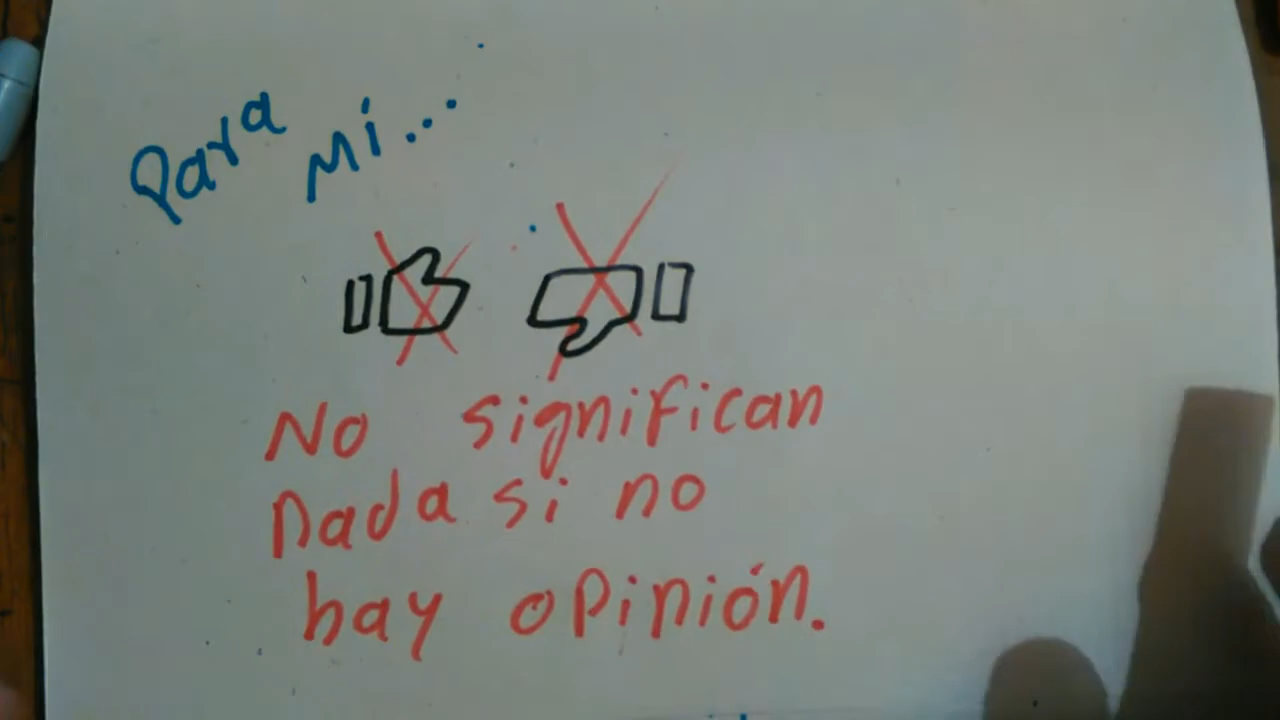 Para mi...
No significan
nada si no
hay opinión.